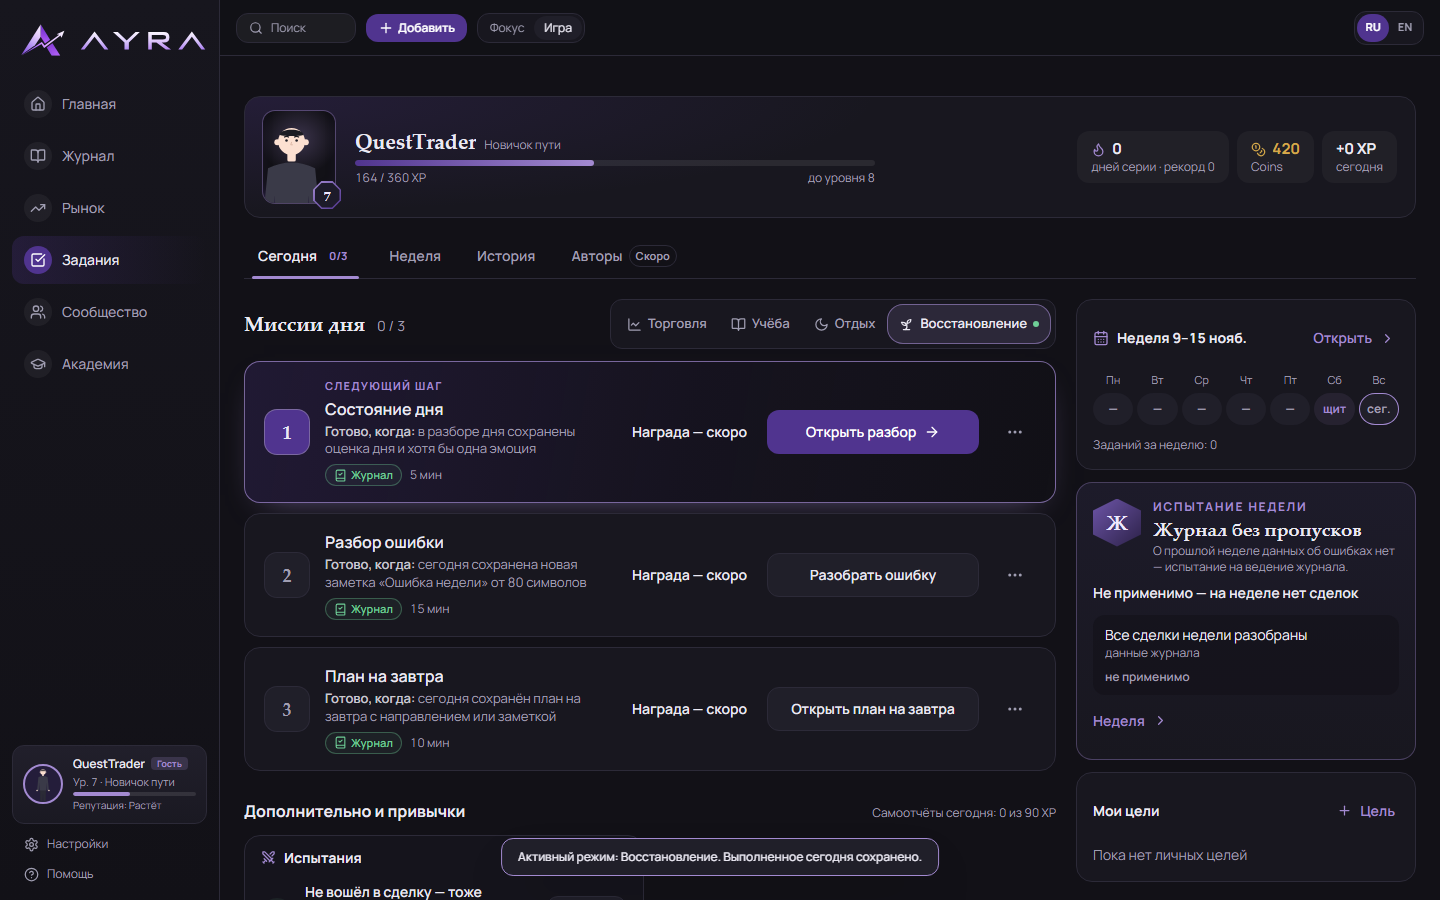 AYRA
Поиск
Добавить
Фокус
Игра
RU
EN
Главная
Журнал
Рынок
Задания
Сообщество
Академия
QuestTrader
Гость
Ур. 7 · Новичок пути
Репутация: Растёт
Настройки
Помощь
QuestTrader Новичок пути
164 / 360 XP
до уровня 8
7
0
дней серии · рекорд 0
420
Coins
+0 XP
сегодня
Сегодня 0/3
Неделя
История
Авторы Скоро
Миссии дня 0 / 3
Торговля
Учёба
Отдых
Восстановление
1
СЛЕДУЮЩИЙ ШАГ
Состояние дня
Готово, когда: в разборе дня сохранены
оценка дня и хотя бы одна эмоция
Журнал 5 мин
Награда — скоро
Открыть разбор
2
Разбор ошибки
Готово, когда: сегодня сохранена новая
заметка «Ошибка недели» от 80 символов
Журнал 15 мин
Награда — скоро
Разобрать ошибку
3
План на завтра
Готово, когда: сегодня сохранён план на
завтра с направлением или заметкой
Журнал 10 мин
Награда — скоро
Открыть план на завтра
Дополнительно и привычки
Самоотчёты сегодня: 0 из 90 XP
Испытания
Не вошёл в сделку — тоже
Активный режим: Восстановление. Выполненное сегодня сохранено.
Неделя 9–15 нояб.
Открыть
Пн Вт Ср Чт Пт Сб Вс
– – – – – щит сег.
Заданий за неделю: 0
Ж
ИСПЫТАНИЕ НЕДЕЛИ
Журнал без пропусков
О прошлой неделе данных об ошибках нет
— испытание на ведение журнала.
Не применимо — на неделе нет сделок
Все сделки недели разобраны
данные журнала
не применимо
Неделя
Мои цели
Цель
Пока нет личных целей